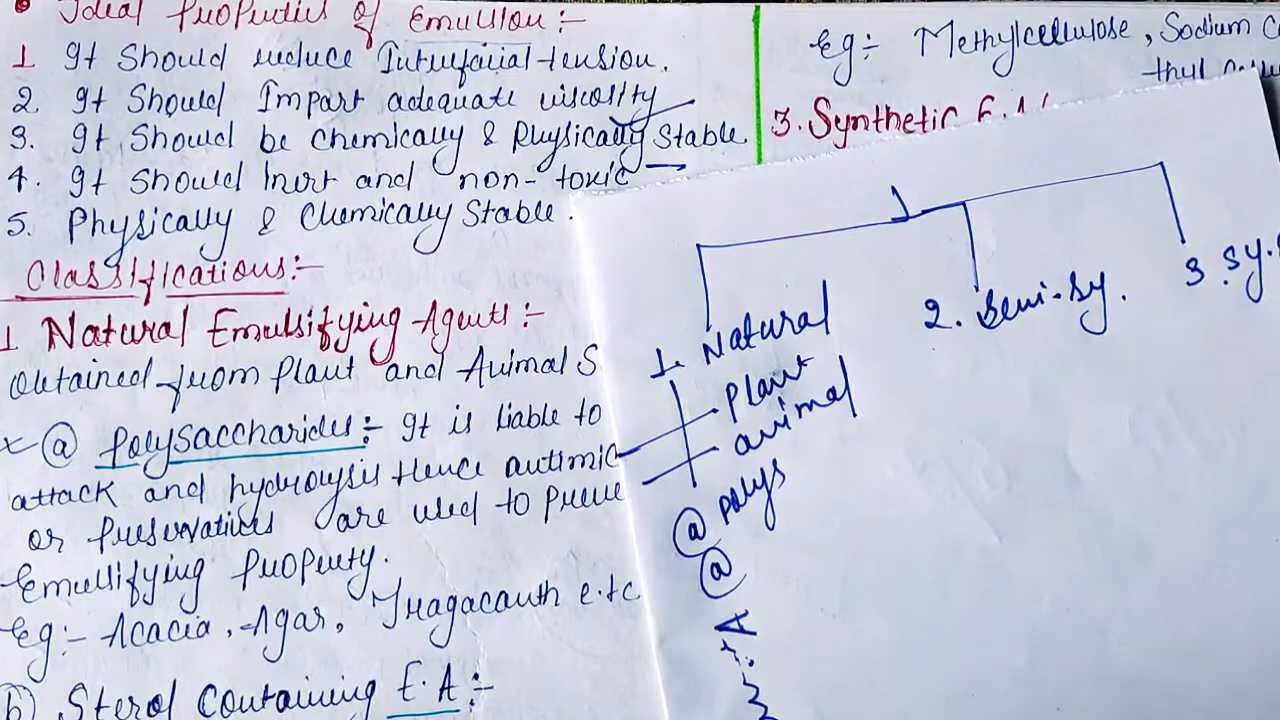 Ideal Properties of Emulsion :-
1 It Should reduce Interfacial tension.
2. It Should Impart adequate viscosity
3. It Should be Chemically & Physically Stable
4. It Should Inert and non-toxic
5. Physically & Chemically Stable.
Classifications:-
1 Natural Emulsifying Agents :-
Obtained from Plant and Animal S
@ Polysaccharides:- It is liable to
attack and hydrolysis Hence antimic
or Preservatives are used to
Emulsifying Property.
Eg:- Acacia, Agar, Tragacanth e.tc
b) Sterol Containing E.A:-
Eg:- Methylcellulose, Sodium C
3. Synthetic E.A
1. Natural
Plant
animal
@ Polys
@
2. Semi-Sy.
3. Sy.